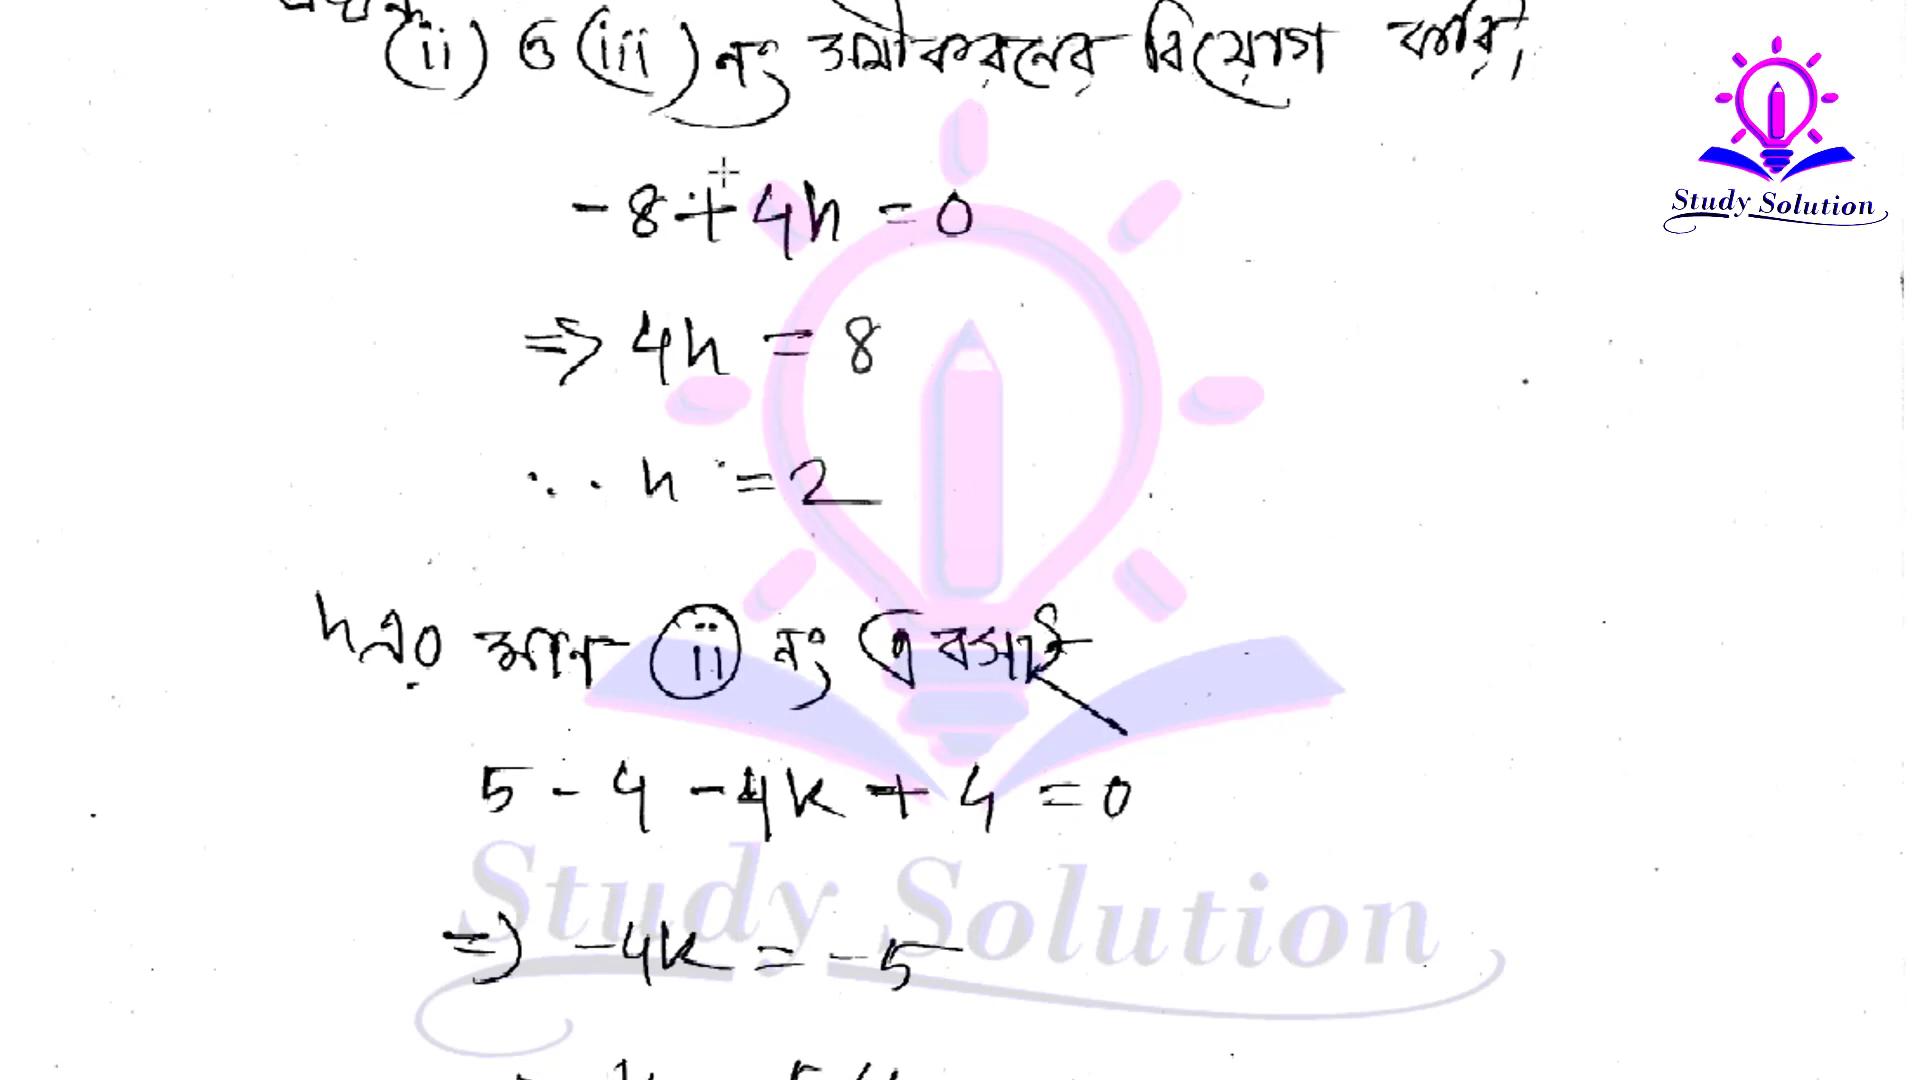 (ii) ও (iii) নং সমীকরনের বিয়োগ করি,
Study Solution
- 8 + 4h = 0
⇒ 4h = 8
∴ h = 2
h এর মান (ii) নং এ বসাই
5 - 4 - 4k + 4 = 0
Study Solution
⇒ -4k = -5